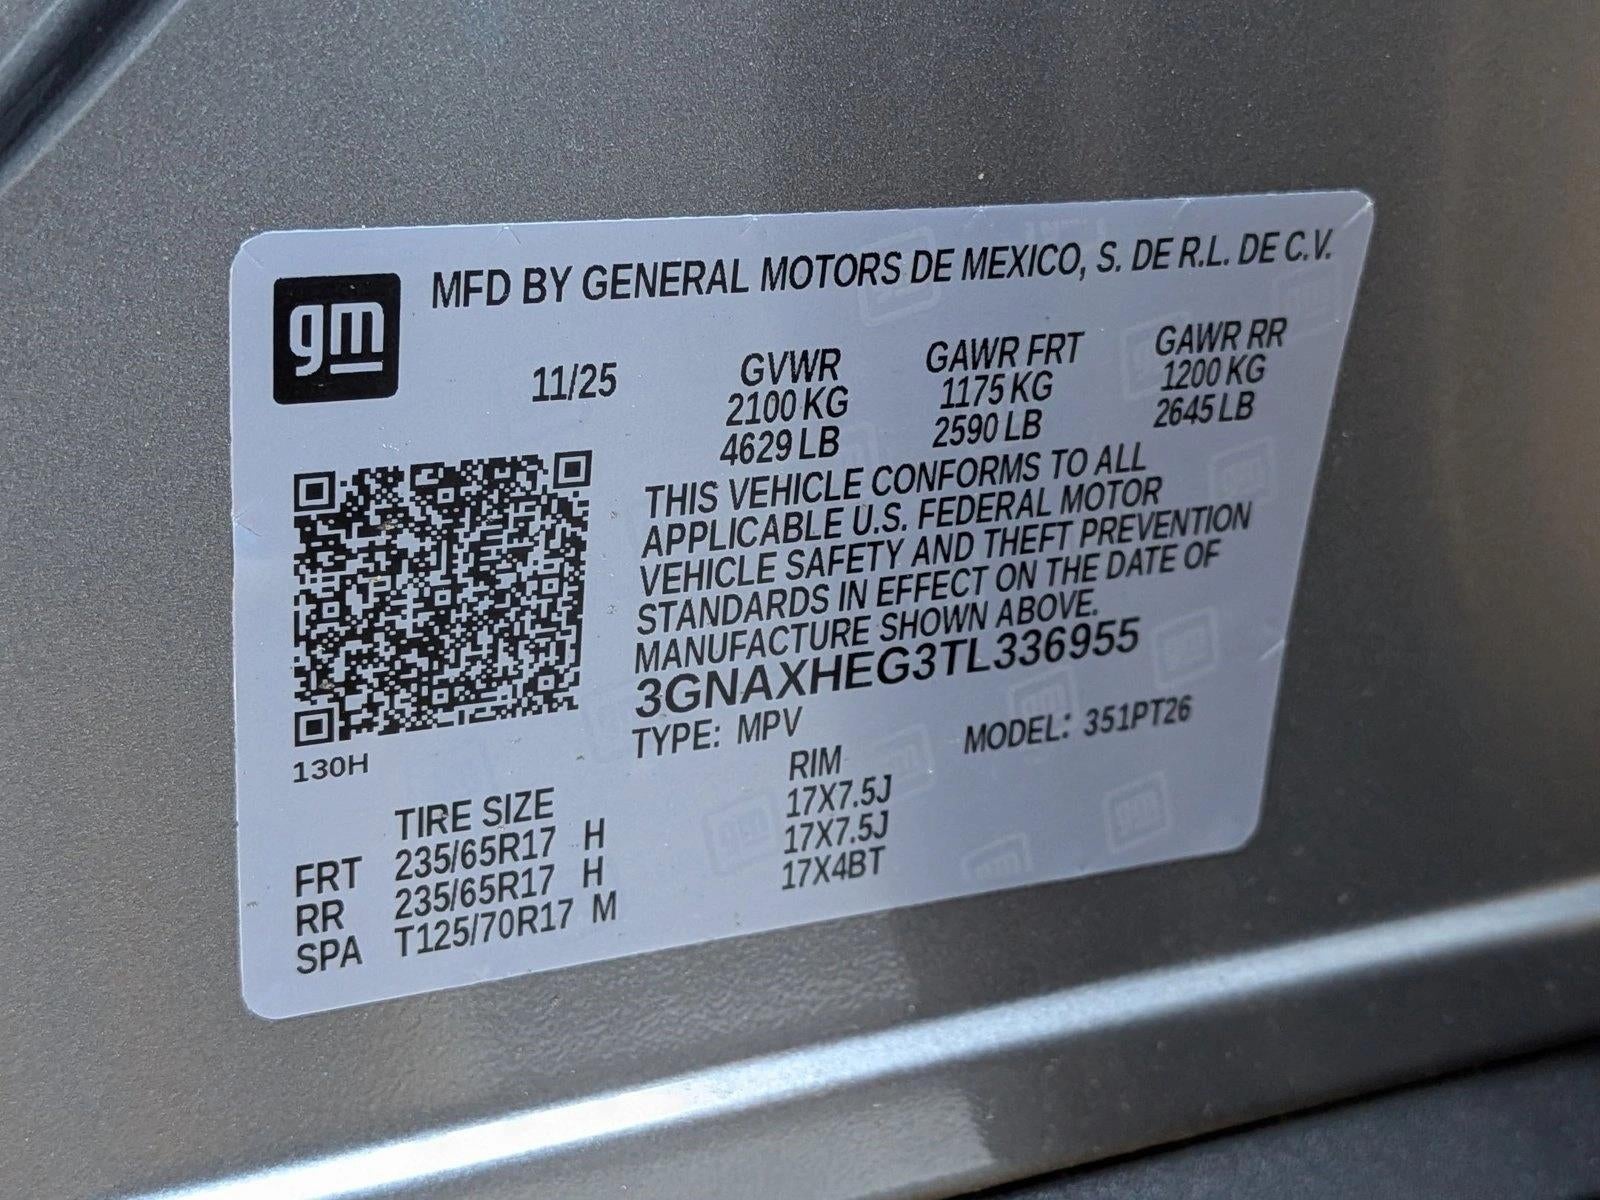 gm
MFD BY GENERAL MOTORS DE MEXICO, S. DE R.L. DE C.V.
11/25 GVWR GAWR FRT GAWR RR
2100 KG 1175 KG 1200 KG
4629 LB 2590 LB 2645 LB
THIS VEHICLE CONFORMS TO ALL
APPLICABLE U.S. FEDERAL MOTOR
VEHICLE SAFETY AND THEFT PREVENTION
STANDARDS IN EFFECT ON THE DATE OF
MANUFACTURE SHOWN ABOVE.
3GNAXHEG3TL336955
TYPE: MPV MODEL: 351PT26
130H
TIRE SIZE RIM
FRT 235/65R17 H 17X7.5J
RR 235/65R17 H 17X7.5J
SPA T125/70R17 M 17X4BT